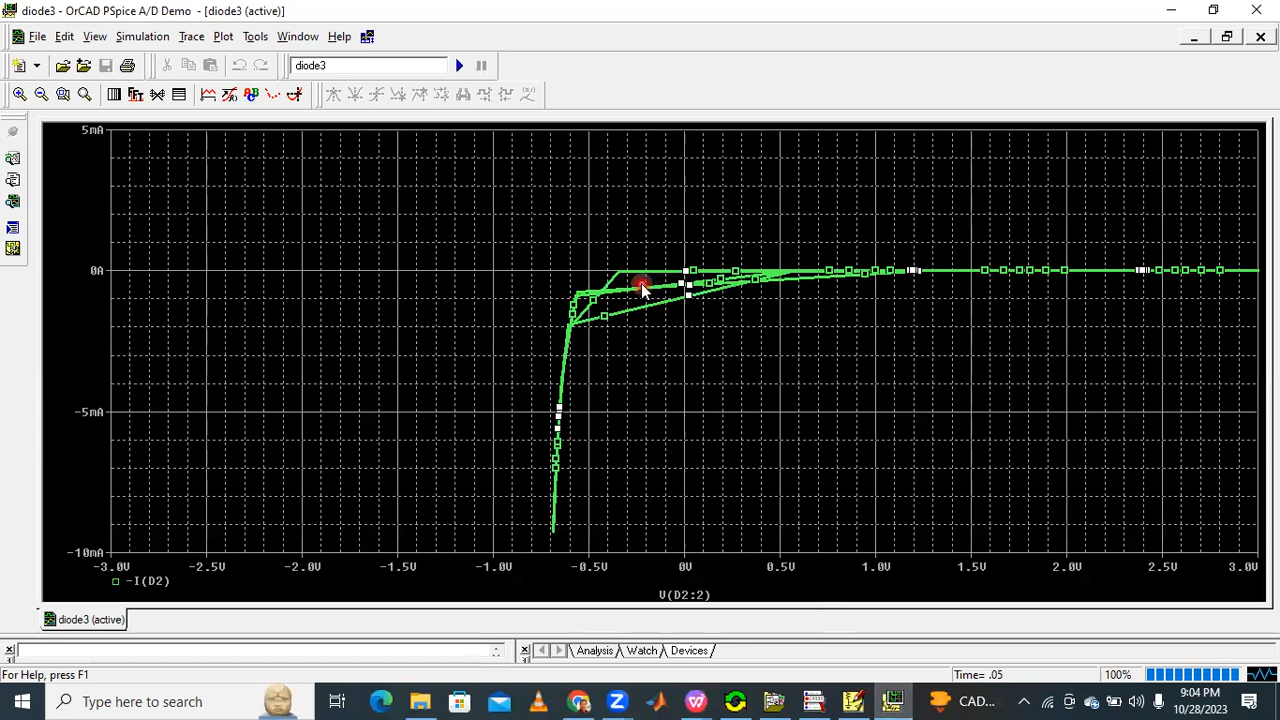 diode3 - OrCAD PSpice A/D Demo - [diode3 (active)]
File Edit View Simulation Trace Plot Tools Window Help
diode3
5mA
0A
-5mA
-10mA
-3.0V -2.5V -2.0V -1.5V -1.0V -0.5V 0V 0.5V 1.0V 1.5V 2.0V 2.5V 3.0V
-I(D2)
V(D2:2)
diode3 (active)
Analysis Watch Devices
For Help, press F1 Time= .05 100%
Type here to search
CAD...
9:04 PM
10/28/2023